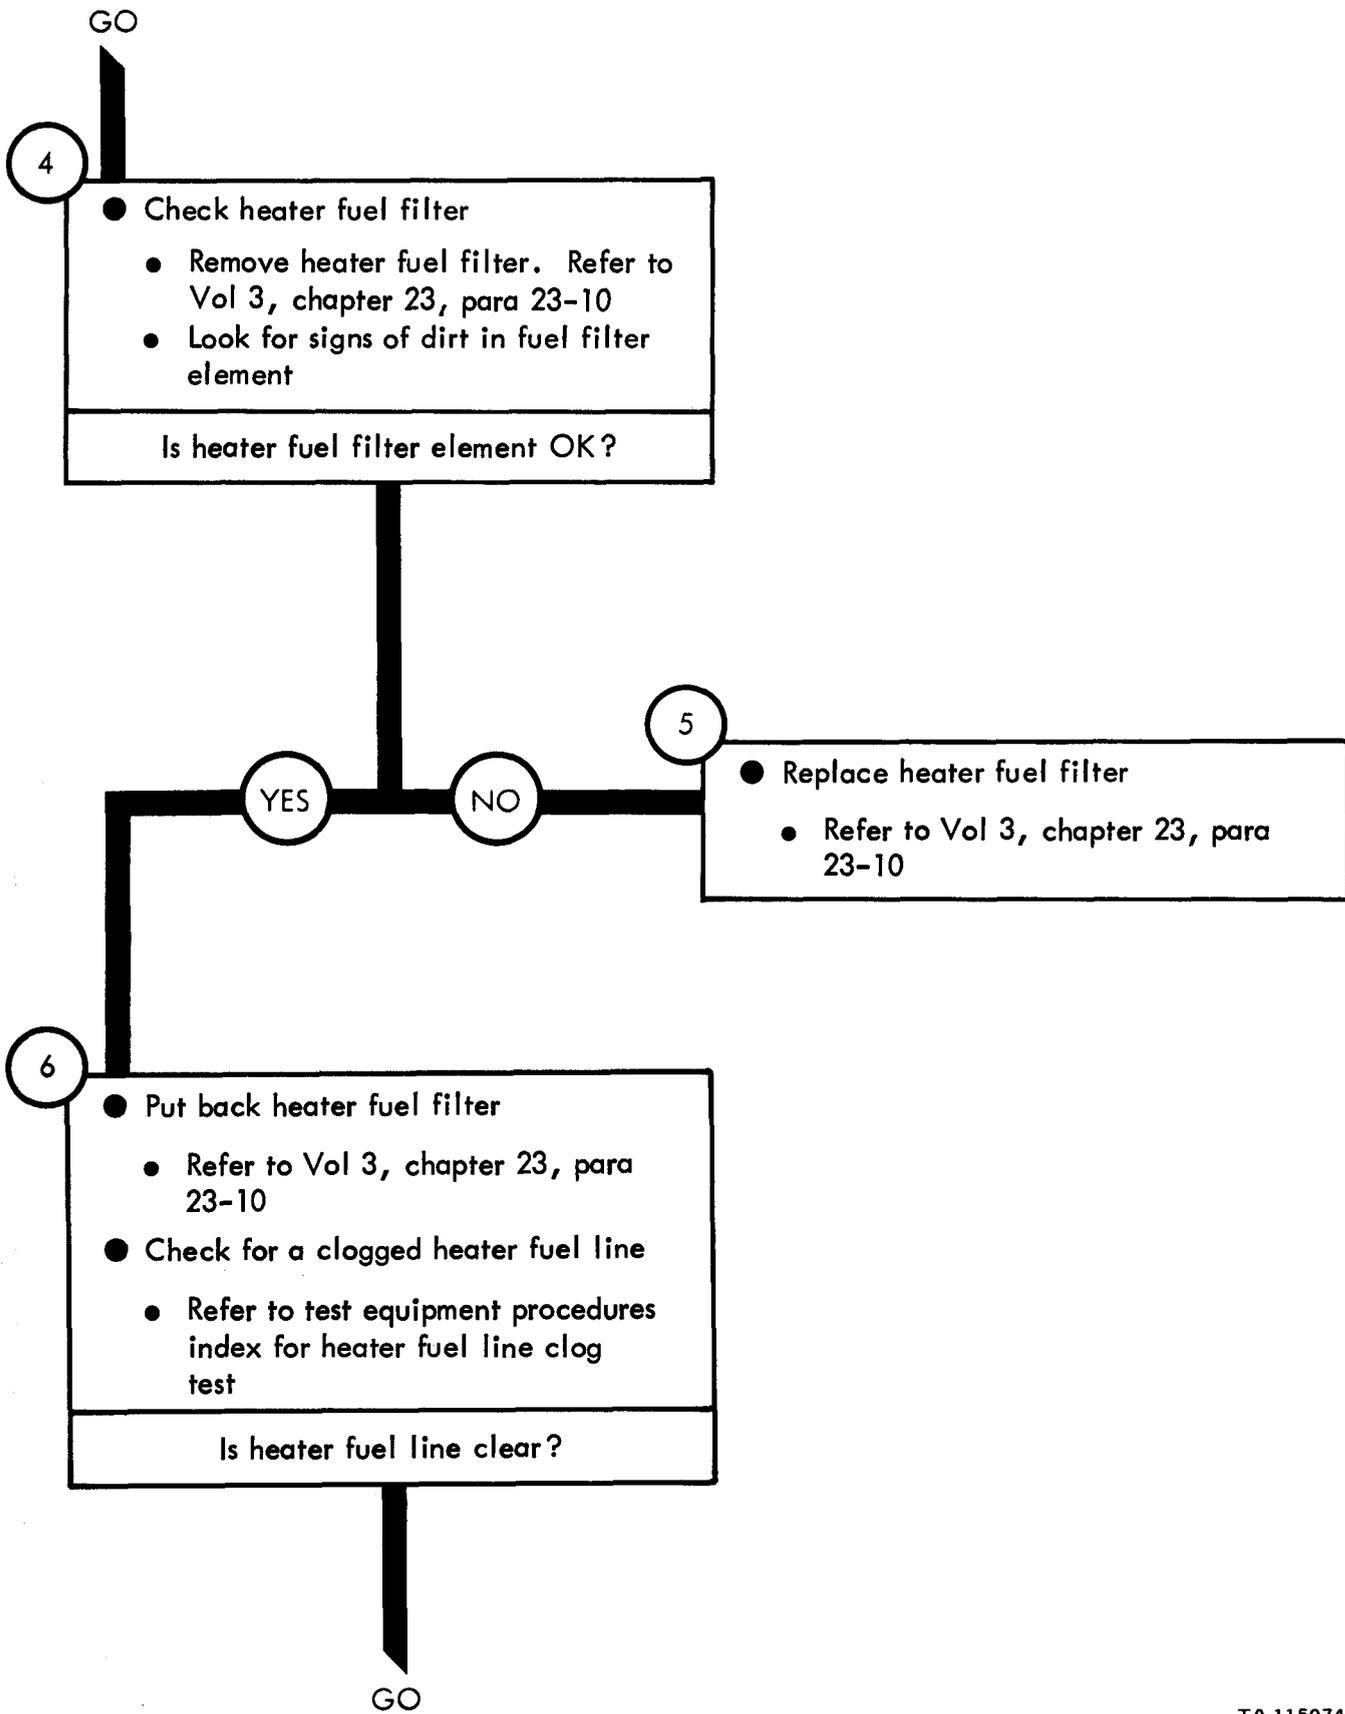 GO
4
● Check heater fuel filter
● Remove heater fuel filter. Refer to
Vol 3, chapter 23, para 23-10
● Look for signs of dirt in fuel filter
element
Is heater fuel filter element OK?
YES
NO
5
● Replace heater fuel filter
● Refer to Vol 3, chapter 23, para
23-10
6
● Put back heater fuel filter
● Refer to Vol 3, chapter 23, para
23-10
● Check for a clogged heater fuel line
● Refer to test equipment procedures
index for heater fuel line clog
test
Is heater fuel line clear?
GO